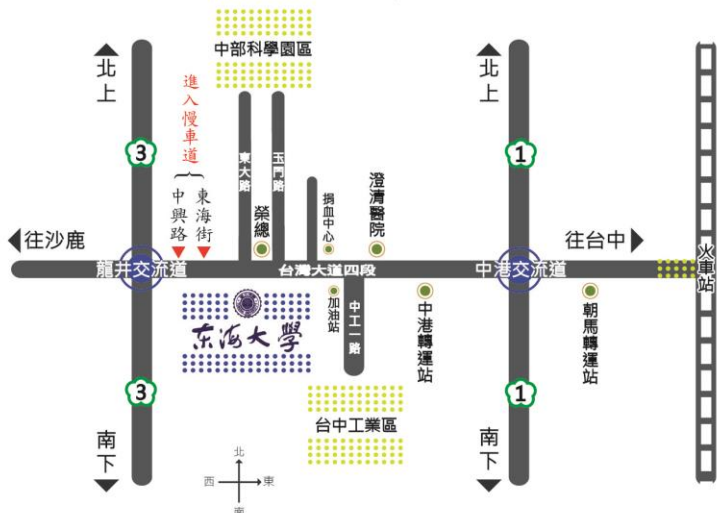 中部科學園區
北上
北上
進入慢車道
3
1
東大路
玉門路
中興路
東海街
榮總
捐血中心
澄清醫院
往沙鹿
往台中
龍井交流道
台灣大道四段
中港交流道
火車站
东海大學
加油站
中工一路
中港轉運站
朝馬轉運站
3
1
台中工業區
南下
南下
北
西
東
南